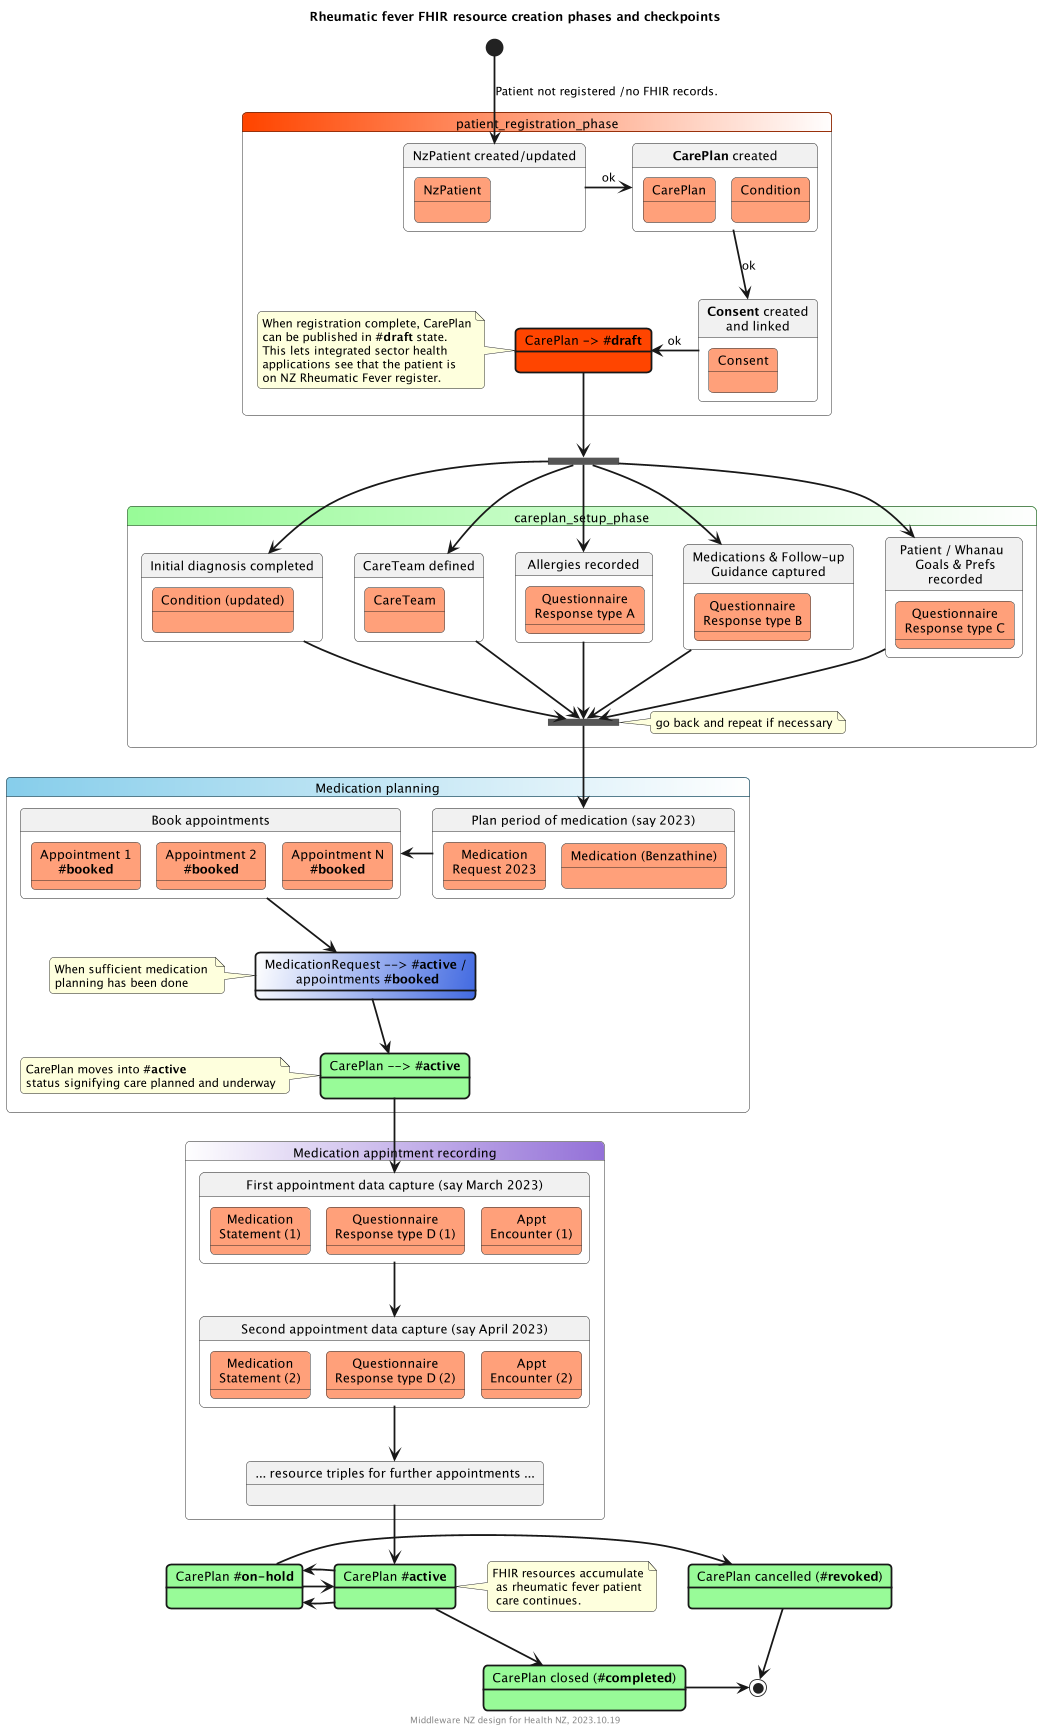 Rheumatic fever FHIR resource creation phases and checkpoints
Patient not registered /no FHIR records.
patient_registration_phase
NzPatient created/updated
NzPatient
ok
CarePlan created
CarePlan
Condition
ok
Consent created
and linked
Consent
ok
CarePlan -> #draft
When registration complete, CarePlan
can be published in #draft state.
This lets integrated sector health
applications see that the patient is
on NZ Rheumatic Fever register.
careplan_setup_phase
Initial diagnosis completed
Condition (updated)
CareTeam defined
CareTeam
Allergies recorded
Questionnaire
Response type A
Medications & Follow-up
Guidance captured
Questionnaire
Response type B
Patient / Whanau
Goals & Prefs
recorded
Questionnaire
Response type C
go back and repeat if necessary
Medication planning
Book appointments
Appointment 1
#booked
Appointment 2
#booked
Appointment N
#booked
Plan period of medication (say 2023)
Medication
Request 2023
Medication (Benzathine)
When sufficient medication
planning has been done
MedicationRequest --> #active /
appointments #booked
CarePlan moves into #active
status signifying care planned and underway
CarePlan --> #active
Medication appintment recording
First appointment data capture (say March 2023)
Medication
Statement (1)
Questionnaire
Response type D (1)
Appt
Encounter (1)
Second appointment data capture (say April 2023)
Medication
Statement (2)
Questionnaire
Response type D (2)
Appt
Encounter (2)
... resource triples for further appointments ...
CarePlan #on-hold
CarePlan #active
FHIR resources accumulate
as rheumatic fever patient
care continues.
CarePlan cancelled (#revoked)
CarePlan closed (#completed)
Middleware NZ design for Health NZ, 2023.10.19